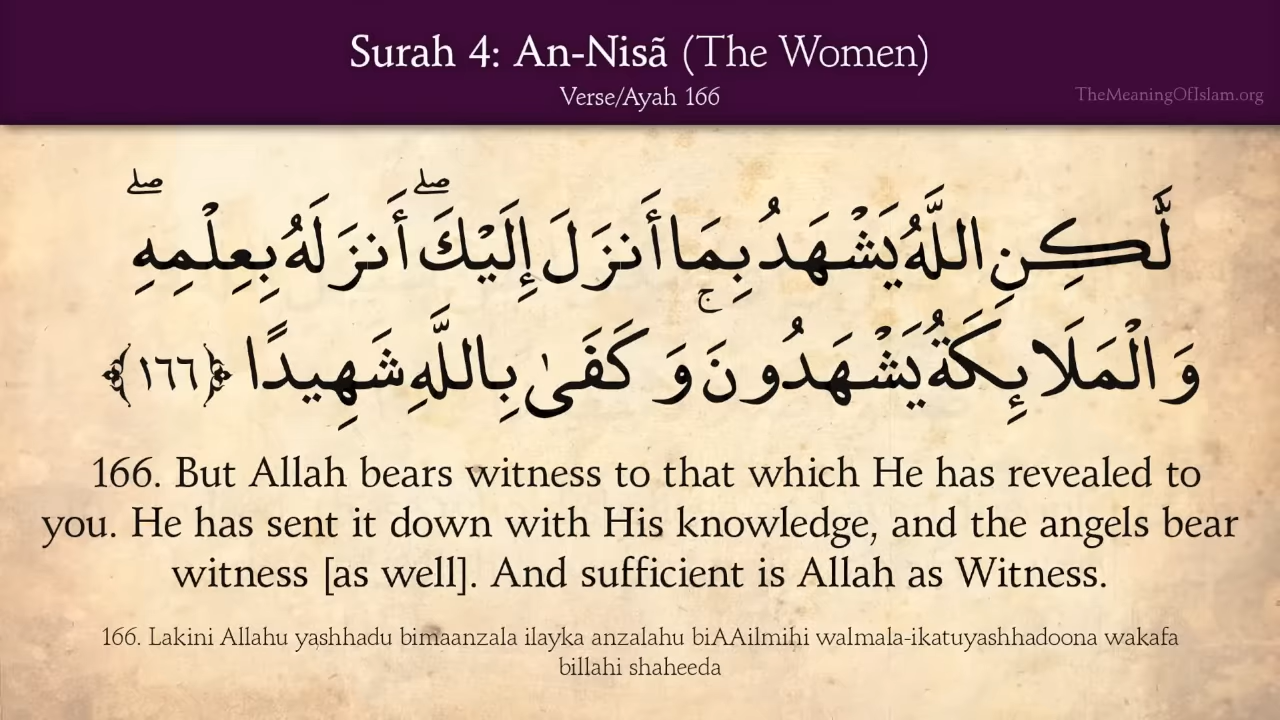 Surah 4: An-Nisã (The Women)
Verse/Ayah 166
TheMeaningOfIslam.org
لَّٰكِنِ اللَّهُ يَشْهَدُ بِمَا أَنزَلَ إِلَيْكَ ۖ أَنزَلَهُ بِعِلْمِهِ ۖ
وَالْمَلَائِكَةُ يَشْهَدُونَ ۚ وَكَفَىٰ بِاللَّهِ شَهِيدًا ﴿١٦٦﴾
166. But Allah bears witness to that which He has revealed to
you. He has sent it down with His knowledge, and the angels bear
witness [as well]. And sufficient is Allah as Witness.
166. Lakini Allahu yashhadu bimaanzala ilayka anzalahu biAAilmihi walmala-ikatuyashhadoona wakafa
billahi shaheeda